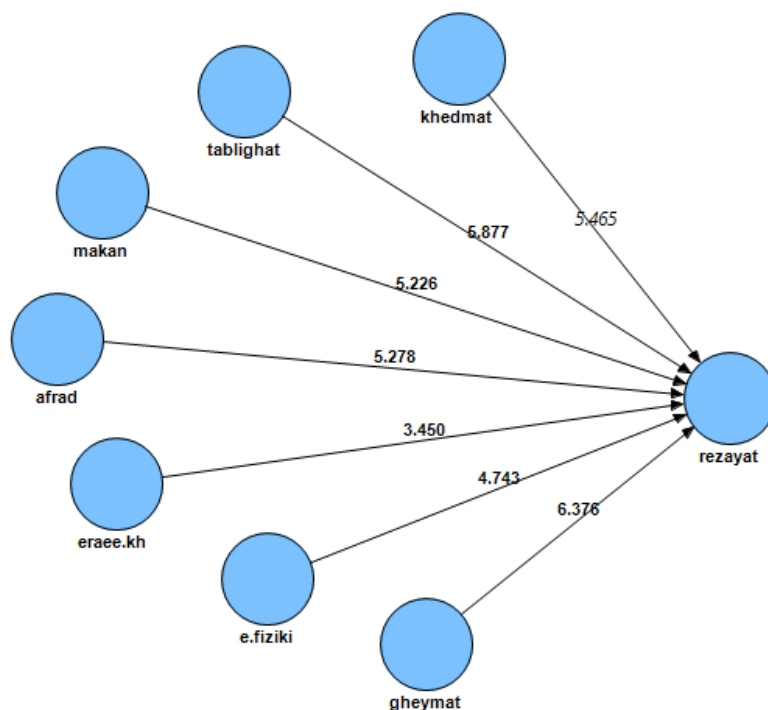 khedmat
tablighat
5.465
5.877
makan
5.226
5.278
afrad
3.450
rezayat
4.743
eraee.kh
6.376
e.fiziki
gheymat